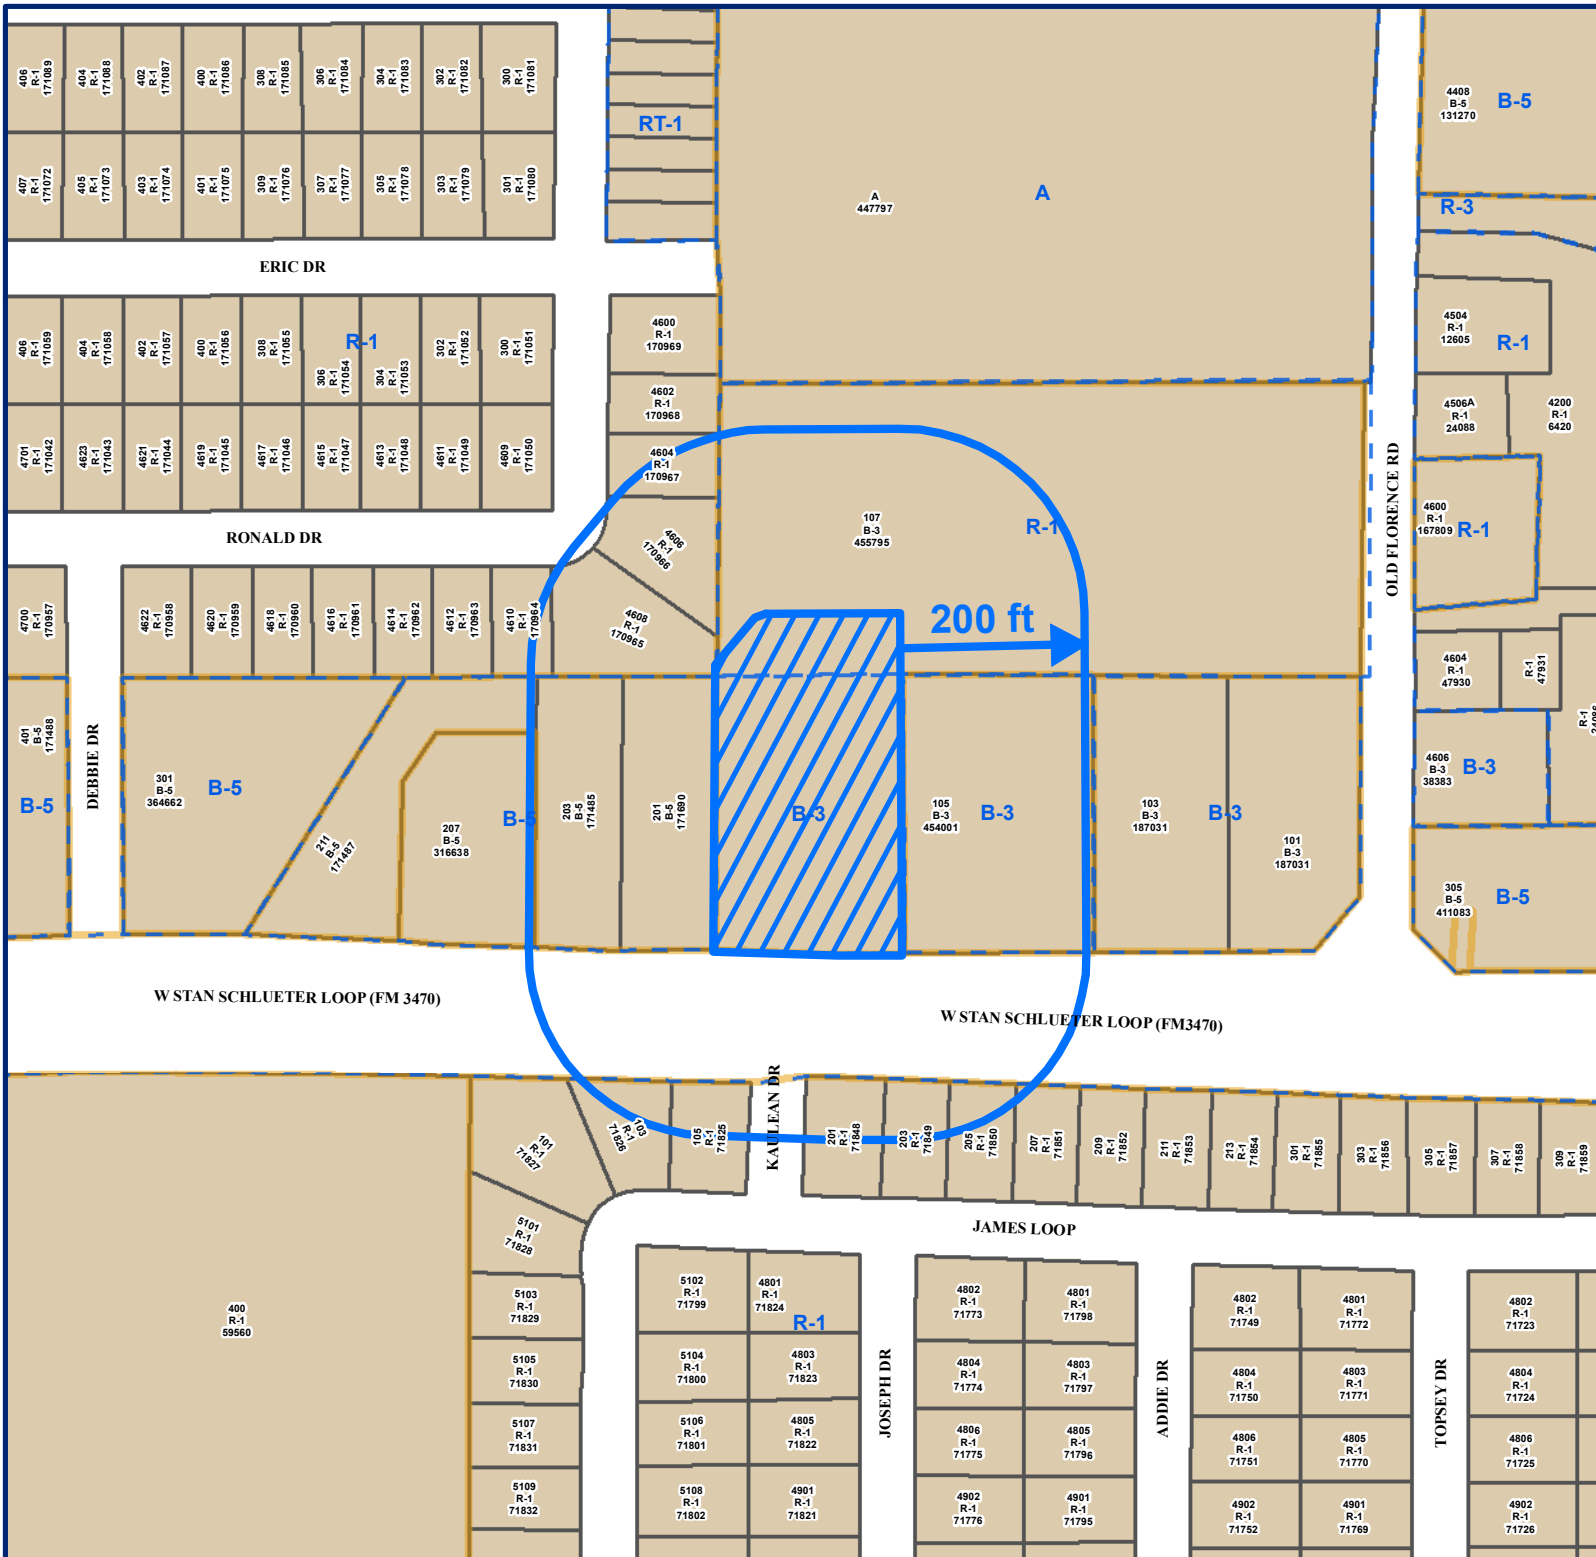 406
R-1
171089
404
R-1
171088
402
R-1
171087
400
R-1
171086
308
R-1
171085
306
R-1
171084
304
R-1
171083
302
R-1
171082
300
R-1
171081
RT-1
4408
B-5
131270
B-5
407
R-1
171072
405
R-1
171073
403
R-1
171074
401
R-1
171075
309
R-1
171076
307
R-1
171077
305
R-1
171078
303
R-1
171079
301
R-1
171080
A
447797
A
R-3
ERIC DR
406
R-1
171059
404
R-1
171058
402
R-1
171057
400
R-1
171056
308
R-1
171055
R-1
306
R-1
171054
304
R-1
171053
302
R-1
171052
300
R-1
171051
4600
R-1
170969
4504
R-1
12605
R-1
4602
R-1
170968
4506A
R-1
24088
4200
R-1
6420
4701
R-1
171042
4623
R-1
171043
4621
R-1
171044
4619
R-1
171045
4617
R-1
171046
4615
R-1
171047
4613
R-1
171048
4611
R-1
171049
4609
R-1
171050
4604
R-1
170967
107
B-3
455795
R-1
OLD FLORENCE RD
4600
R-1
167809
R-1
RONALD DR
4606
R-1
170966
4700
R-1
170957
4622
R-1
170958
4620
R-1
170959
4618
R-1
170960
4616
R-1
170961
4614
R-1
170962
4612
R-1
170963
4610
R-1
170964
4608
R-1
170965
200 ft
4604
R-1
47930
R-1
47931
R-1
401
B-5
171488
B-5
DEBBIE DR
301
B-5
364662
B-5
211
B-5
171487
207
B-5
316638
B-5
203
B-5
171485
201
B-5
171690
B-3
105
B-3
454001
B-3
103
B-3
187031
B-3
101
B-3
187031
4606
B-3
38383
B-3
305
B-5
411083
B-5
W STAN SCHLUETER LOOP (FM 3470)
W STAN SCHLUETER LOOP (FM3470)
101
R-1
71827
103
R-1
71826
105
R-1
71825
KAULEAN DR
201
R-1
71848
203
R-1
71849
205
R-1
71850
207
R-1
71851
209
R-1
71852
211
R-1
71853
213
R-1
71854
301
R-1
71855
303
R-1
71856
305
R-1
71857
307
R-1
71858
309
R-1
71859
5101
R-1
71828
JAMES LOOP
400
R-1
59560
5103
R-1
71829
5102
R-1
71799
4801
R-1
71824
R-1
4802
R-1
71773
4801
R-1
71798
4802
R-1
71749
4801
R-1
71772
4802
R-1
71723
5105
R-1
71830
5104
R-1
71800
4803
R-1
71823
JOSEPH DR
4804
R-1
71774
4803
R-1
71797
ADDIE DR
4804
R-1
71750
4803
R-1
71771
TOPSEY DR
4804
R-1
71724
5107
R-1
71831
5106
R-1
71801
4805
R-1
71822
4806
R-1
71775
4805
R-1
71796
4806
R-1
71751
4805
R-1
71770
4806
R-1
71725
5109
R-1
71832
5108
R-1
71802
4901
R-1
71821
4902
R-1
71776
4901
R-1
71795
4902
R-1
71752
4901
R-1
71769
4902
R-1
71726